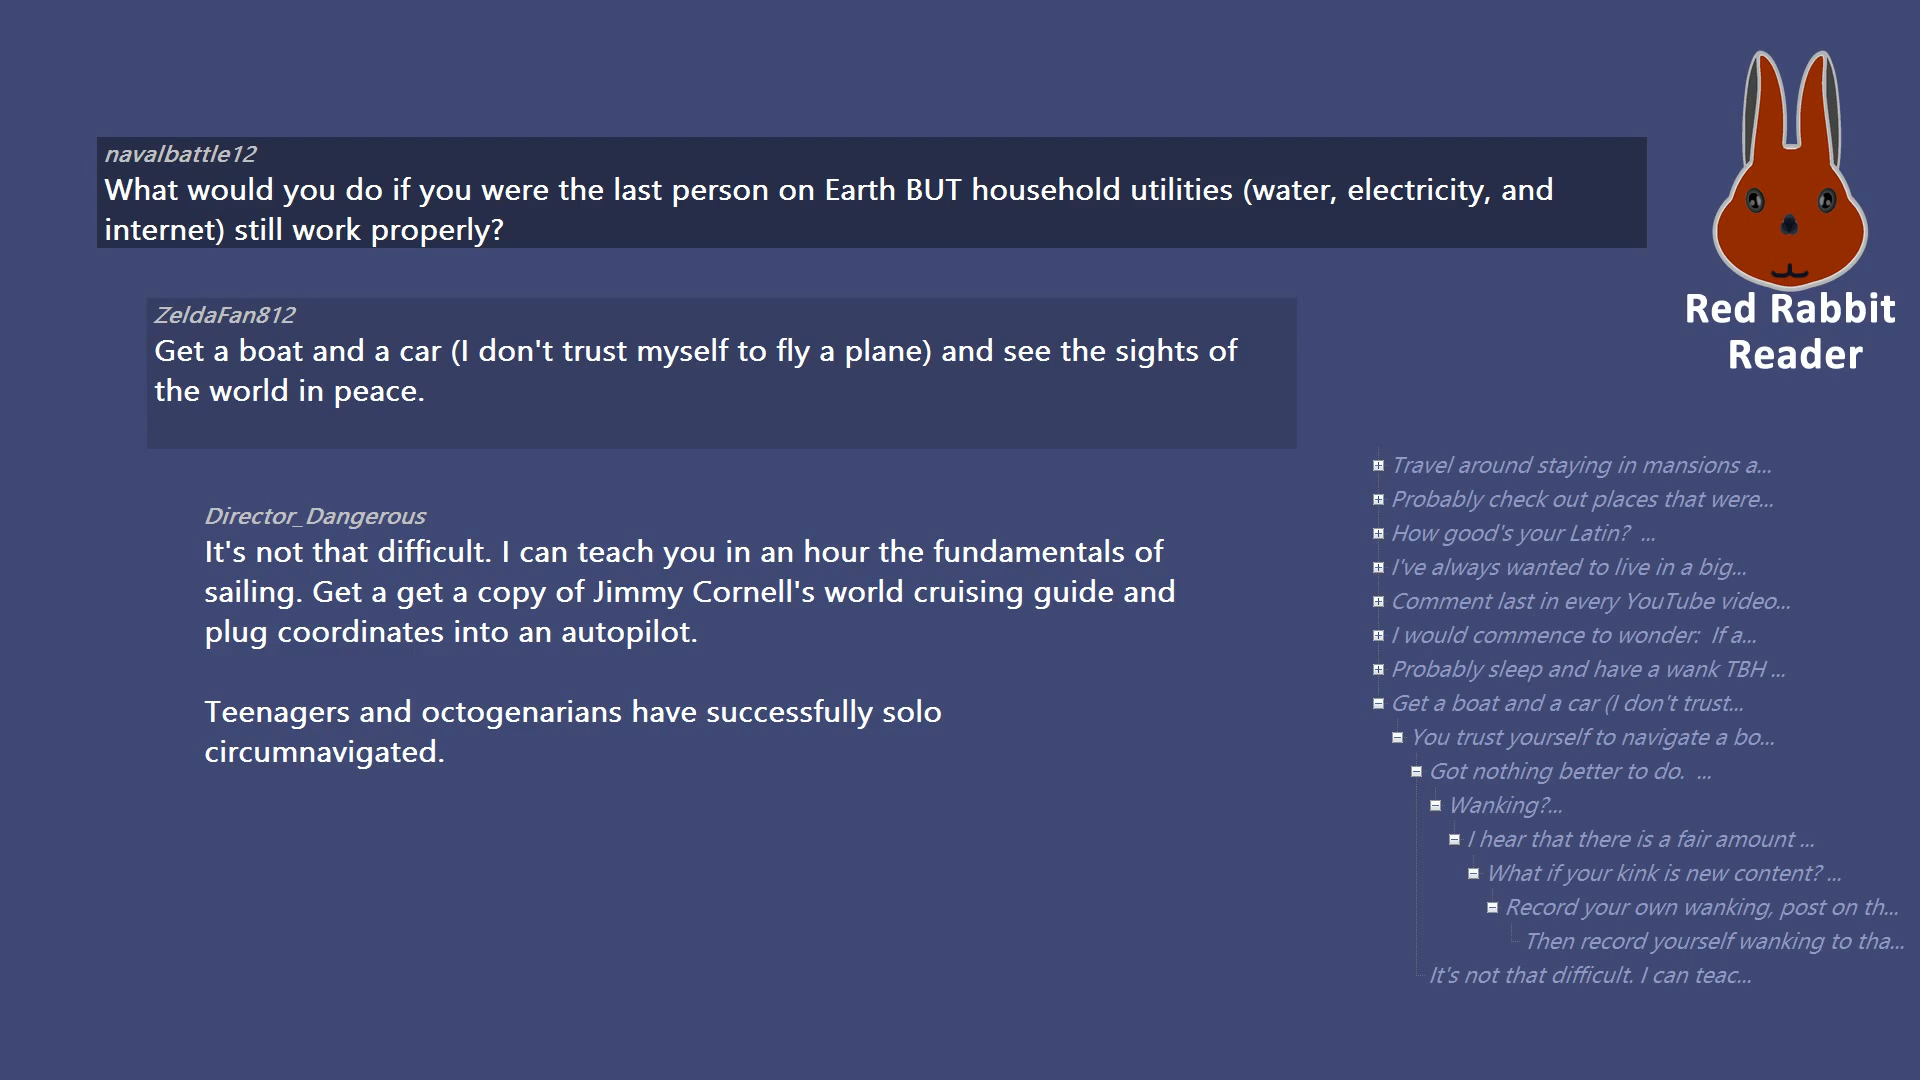 navalbattle12
What would you do if you were the last person on Earth BUT household utilities (water, electricity, and
internet) still work properly?
ZeldaFan812
Get a boat and a car (I don't trust myself to fly a plane) and see the sights of
the world in peace.
Director_Dangerous
It's not that difficult. I can teach you in an hour the fundamentals of
sailing. Get a get a copy of Jimmy Cornell's world cruising guide and
plug coordinates into an autopilot.
Teenagers and octogenarians have successfully solo
circumnavigated.
Red Rabbit
Reader
Travel around staying in mansions a...
Probably check out places that were...
How good's your Latin?  ...
I've always wanted to live in a big...
Comment last in every YouTube video...
I would commence to wonder:  If a...
Probably sleep and have a wank TBH ...
Get a boat and a car (I don't trust...
You trust yourself to navigate a bo...
Got nothing better to do.  ...
Wanking?...
I hear that there is a fair amount ...
What if your kink is new content? ...
Record your own wanking, post on th...
Then record yourself wanking to tha...
It's not that difficult. I can teac...